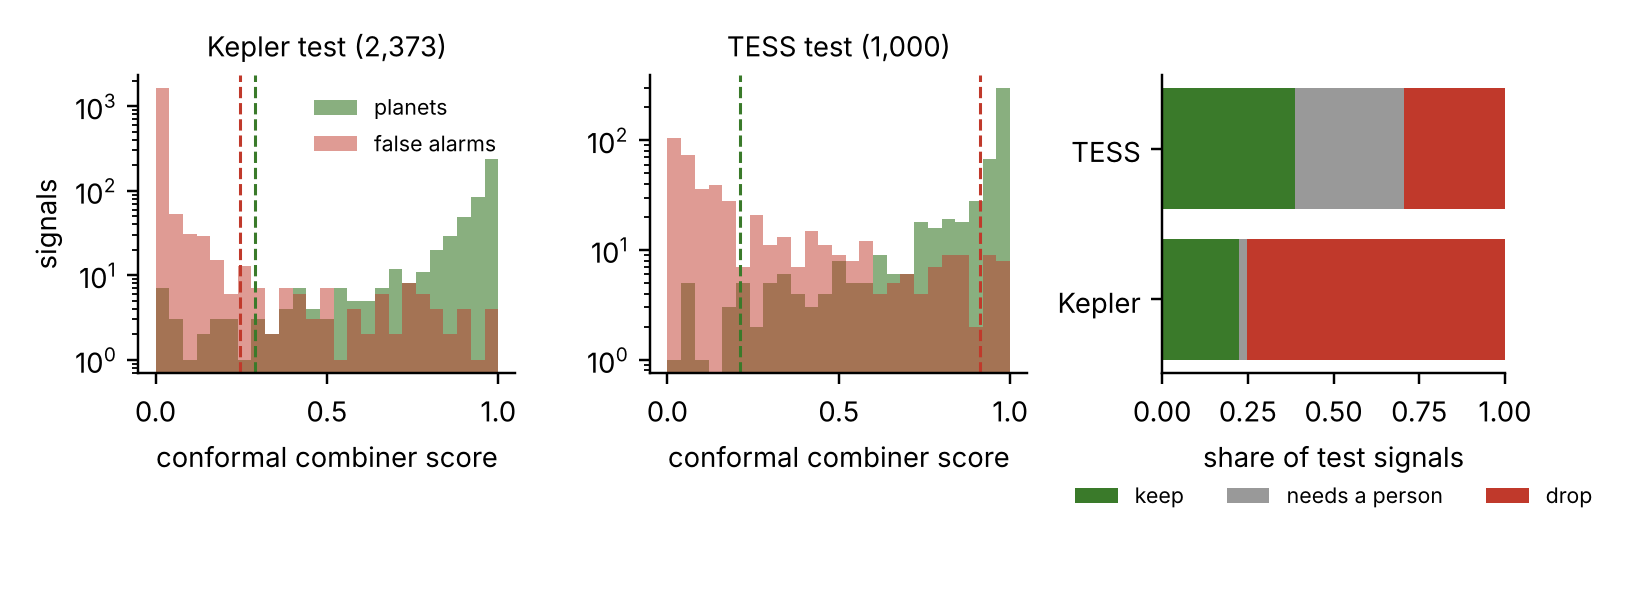 Kepler test (2,373)
signals
10³
10²
10¹
10⁰
planets
false alarms
0.0 0.5 1.0
conformal combiner score
TESS test (1,000)
10²
10¹
10⁰
0.0 0.5 1.0
conformal combiner score
TESS
Kepler
0.00 0.25 0.50 0.75 1.00
share of test signals
keep needs a person drop